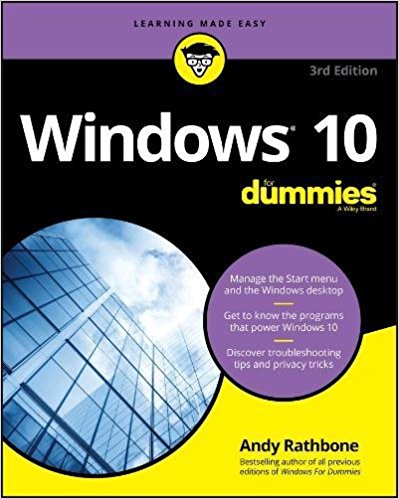 LEARNING MADE EASY
3rd Edition
Windows® 10
for
dummies®
A Wiley Brand
Manage the Start menu
and the Windows desktop
Get to know the programs
that power Windows 10
Discover troubleshooting
tips and privacy tricks
Andy Rathbone
Bestselling author of all previous
editions of Windows For Dummies